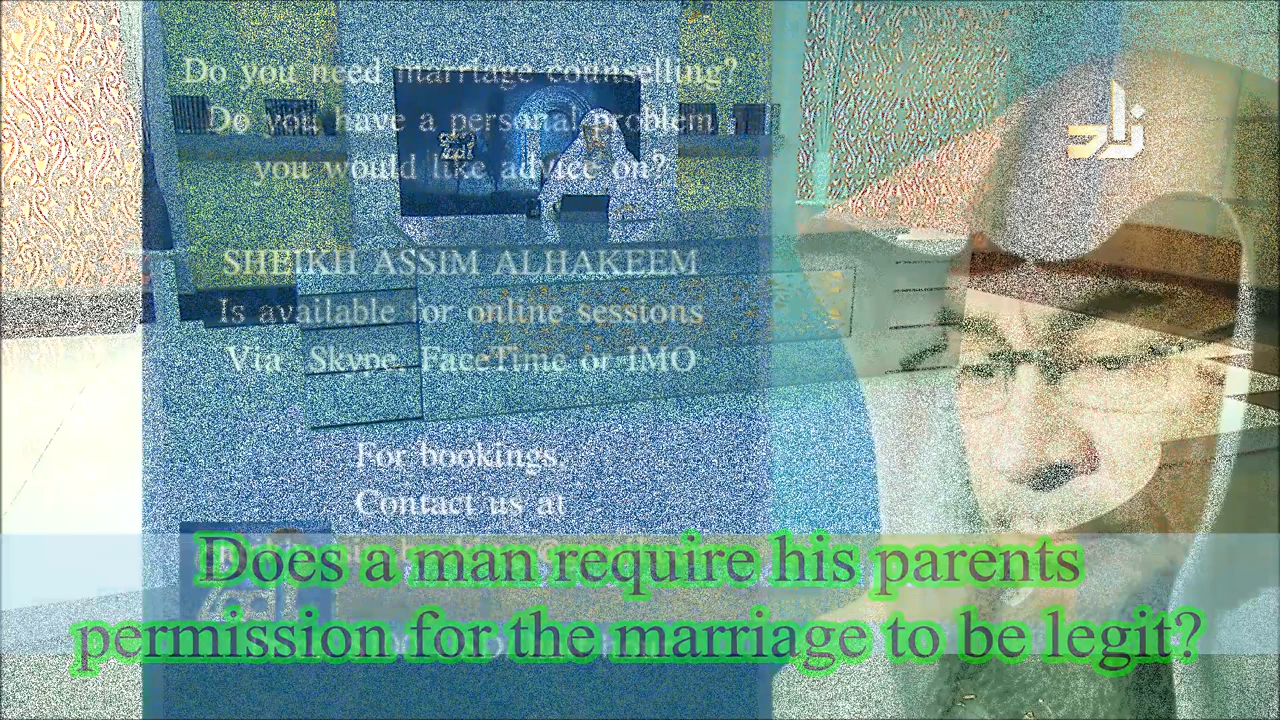 Do you need marriage counselling?
Do you have a personal problem
you would like advice on?
SHEIKH ASSIM ALHAKEEM
Is available for online sessions
Via Skype, FaceTime or IMO
For bookings,
Contact us at
Does a man require his parents
permission for the marriage to be legit?
زاد